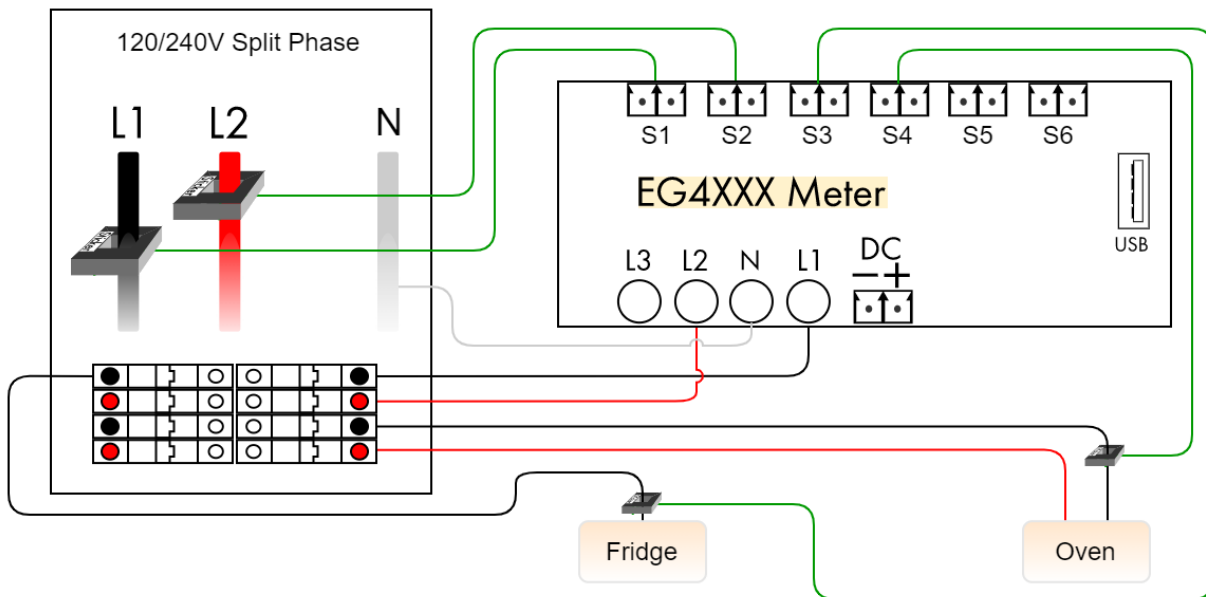 120/240V Split Phase
L1
L2
N
S1
S2
S3
S4
S5
S6
EG4XXX Meter
USB
L3
L2
N
L1
DC
− +
Fridge
Oven